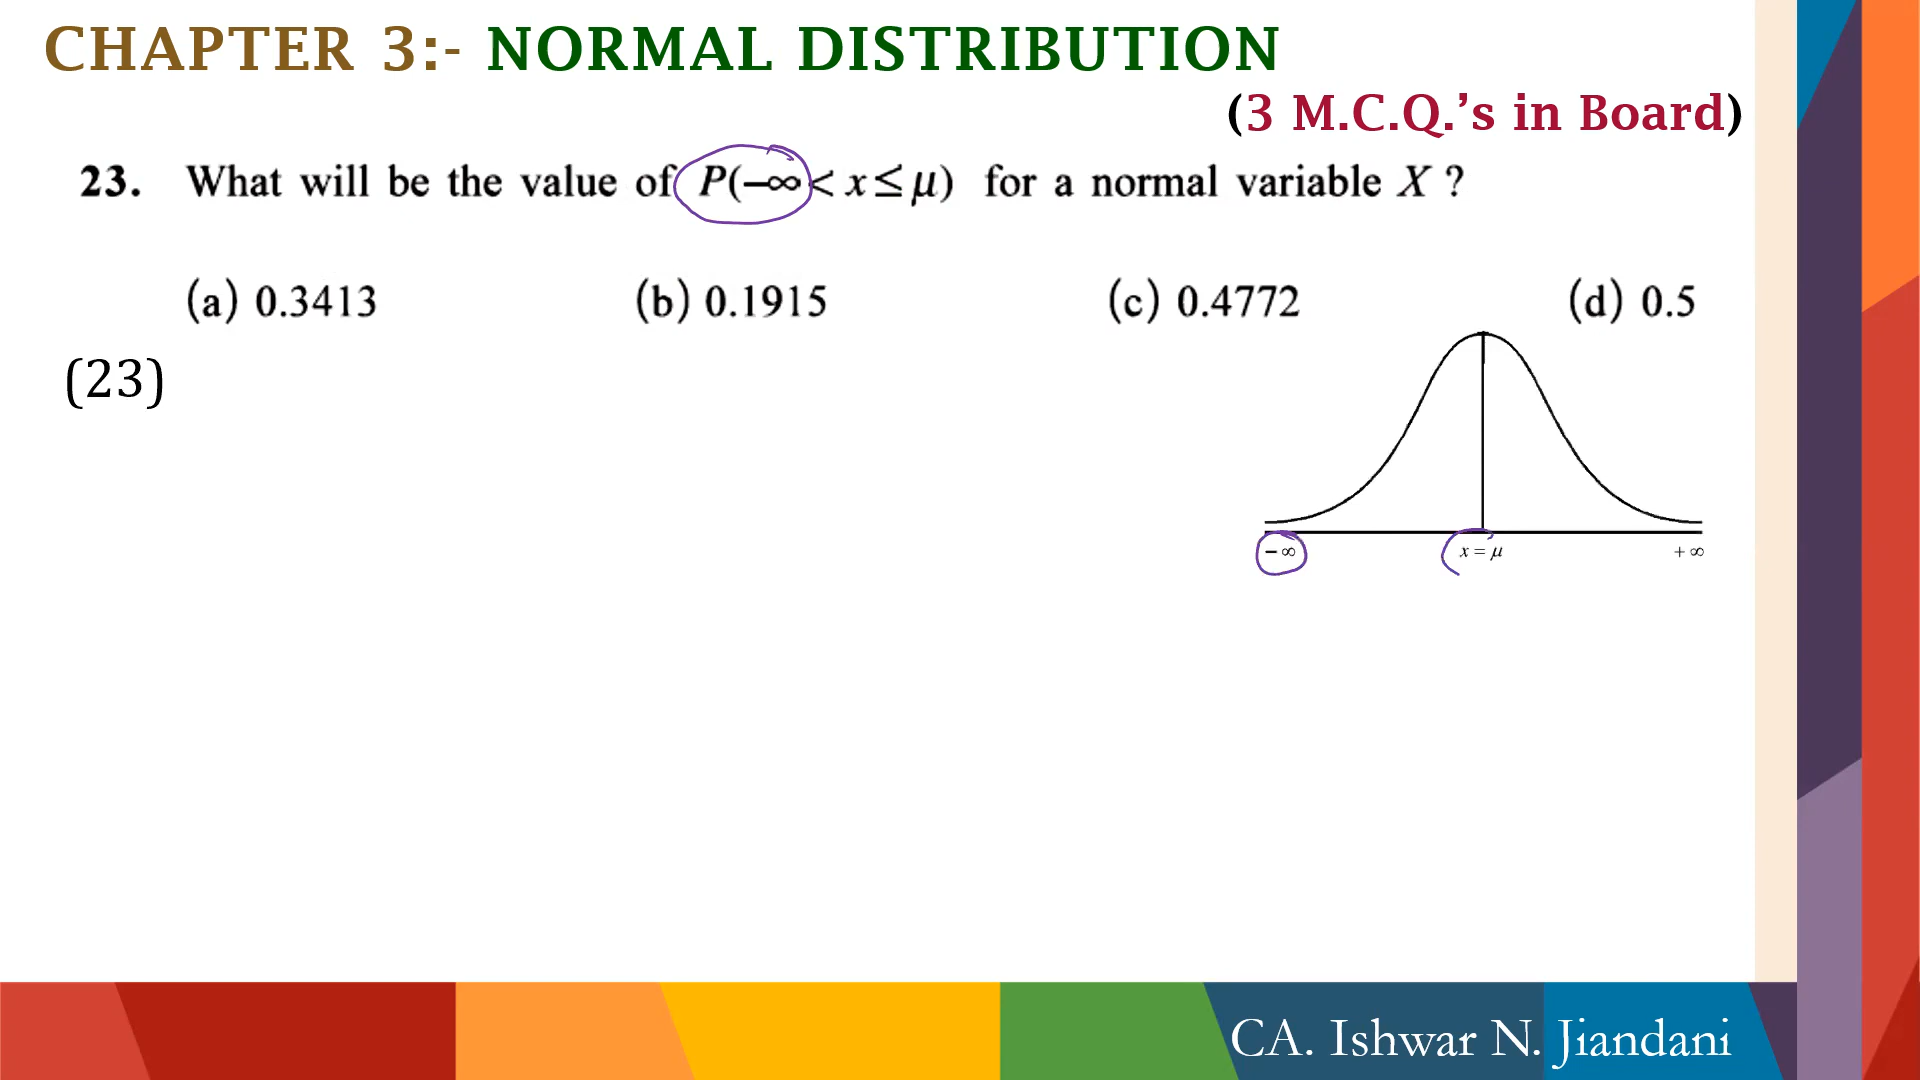 CHAPTER 3:- NORMAL DISTRIBUTION
(3 M.C.Q.’s in Board)
23. What will be the value of P(−∞ < x ≤ μ) for a normal variable X ?
(a) 0.3413 (b) 0.1915 (c) 0.4772 (d) 0.5
(23)
− ∞ x = μ + ∞
CA. Ishwar N. Jiandani